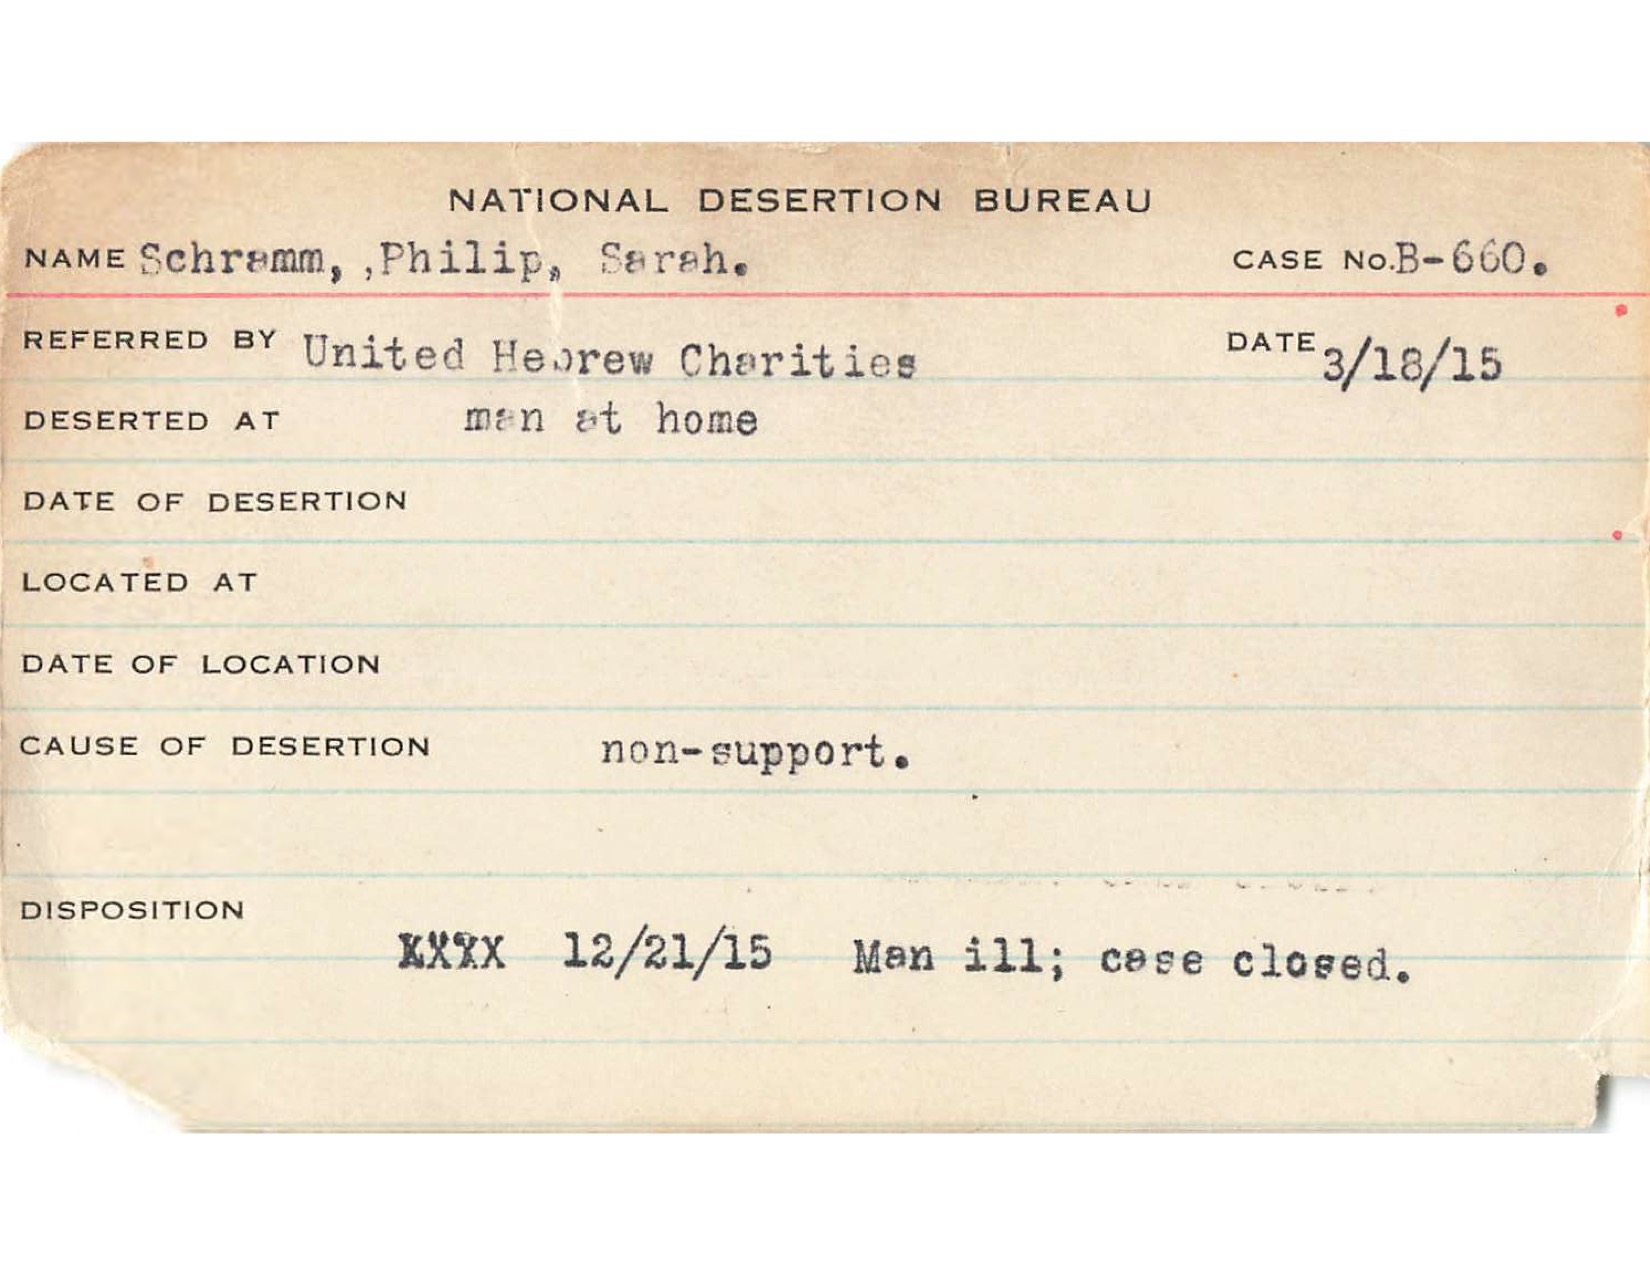 NATIONAL DESERTION BUREAU
NAME Schramm, ,Philip, Sarah. CASE No. B-660.
REFERRED BY United Hebrew Charities DATE 3/18/15
DESERTED AT man at home
DATE OF DESERTION
LOCATED AT
DATE OF LOCATION
CAUSE OF DESERTION non-support.
DISPOSITION
XXXX 12/21/15 Man ill; case closed.